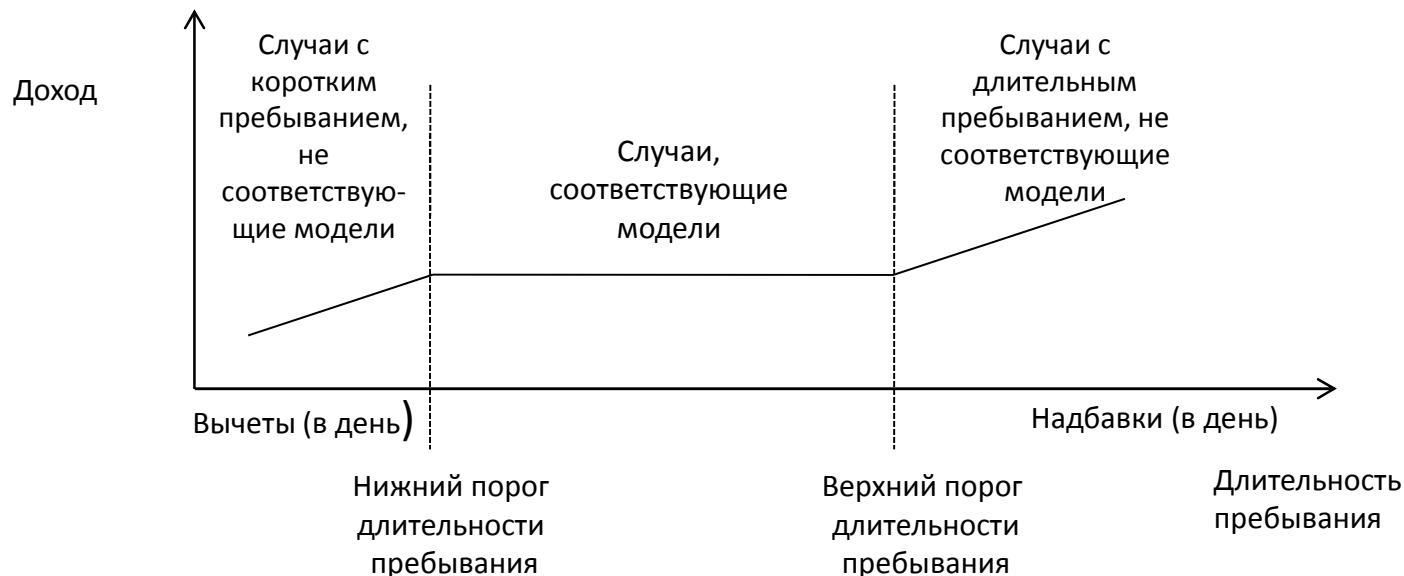 Доход
Случаи с
коротким
пребыванием,
не
соответствую-
щие модели
Случаи,
соответствующие
модели
Случаи с
длительным
пребыванием, не
соответствующие
модели
Вычеты (в день)
Надбавки (в день)
Нижний порог
длительности
пребывания
Верхний порог
длительности
пребывания
Длительность
пребывания